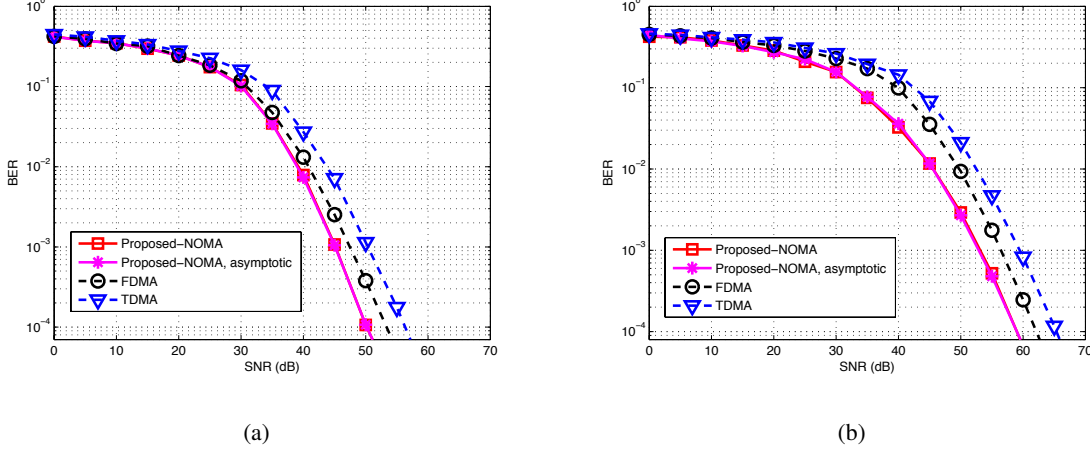 10^0
10^-1
10^-2
10^-3
10^-4
BER
0 10 20 30 40 50 60 70
SNR (dB)
Proposed-NOMA
Proposed-NOMA, asymptotic
FDMA
TDMA
(a)
10^0
10^-1
10^-2
10^-3
10^-4
BER
0 10 20 30 40 50 60 70
SNR (dB)
Proposed-NOMA
Proposed-NOMA, asymptotic
FDMA
TDMA
(b)